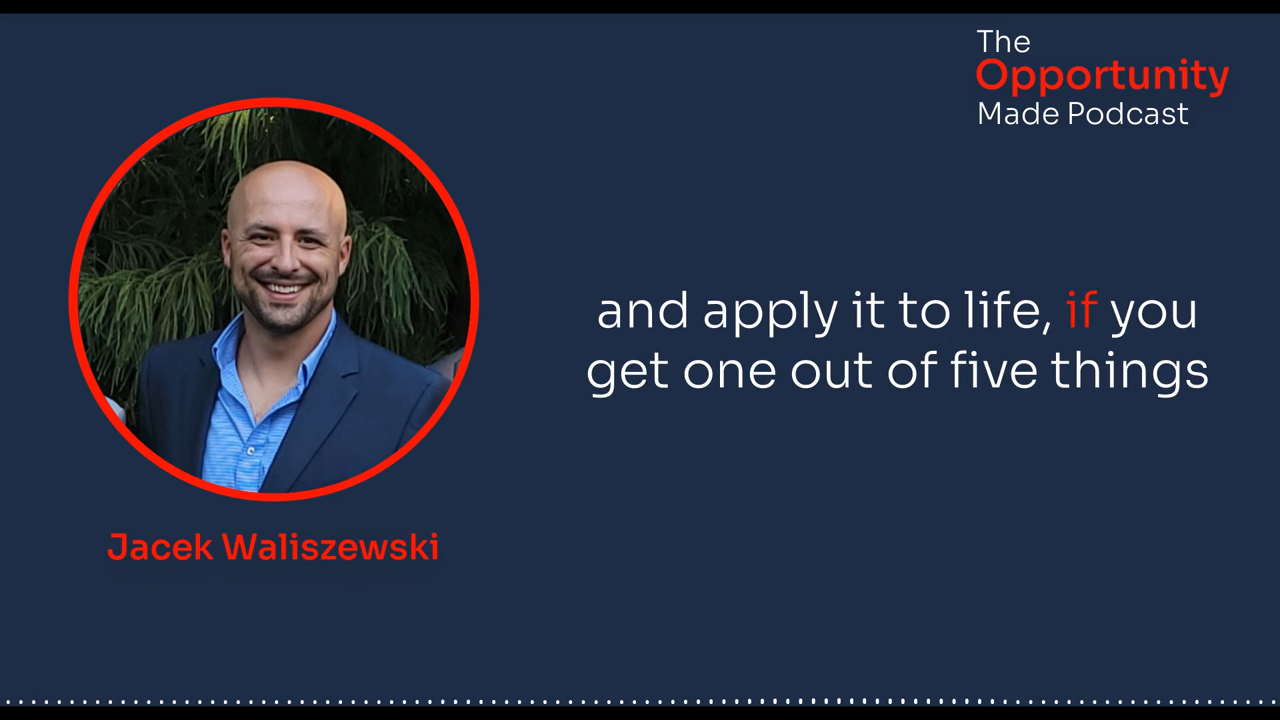 The
Opportunity
Made Podcast
and apply it to life, if you
get one out of five things
Jacek Waliszewski